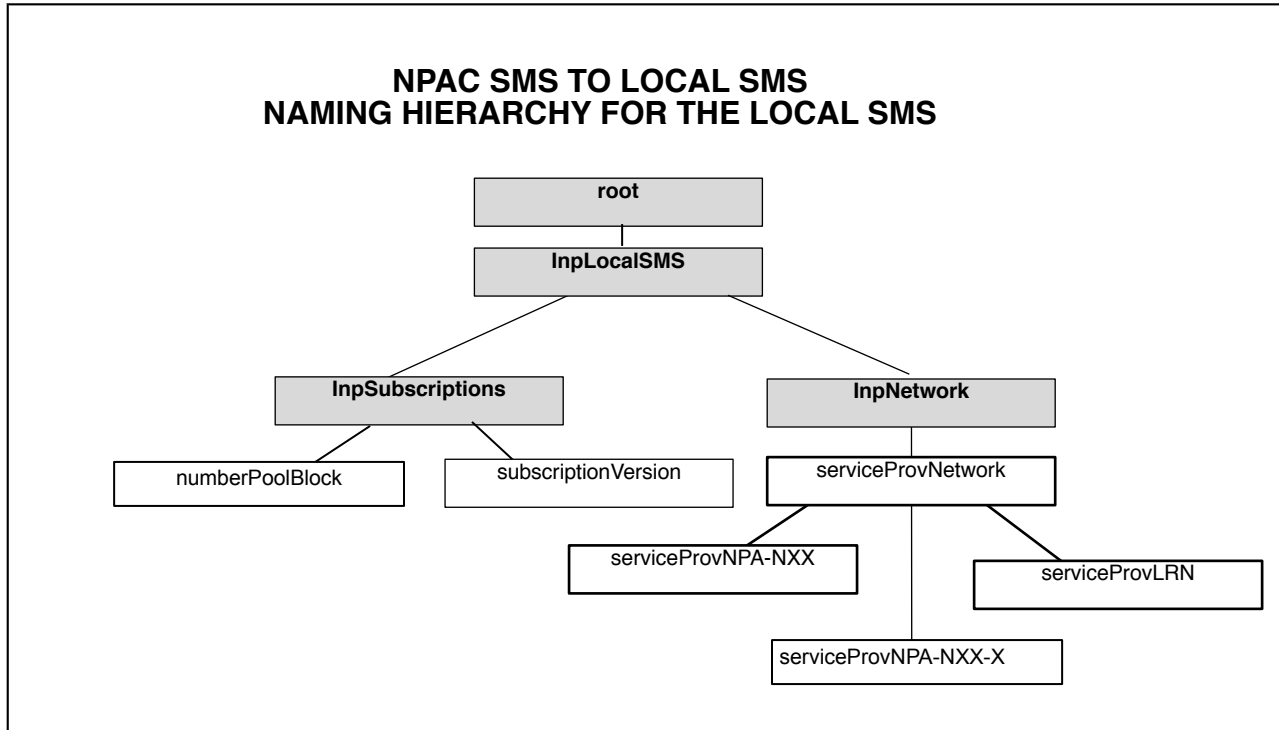 NPAC SMS TO LOCAL SMS
NAMING HIERARCHY FOR THE LOCAL SMS
root
lnpLocalSMS
lnpSubscriptions
lnpNetwork
numberPoolBlock
subscriptionVersion
serviceProvNetwork
serviceProvNPA-NXX
serviceProvLRN
serviceProvNPA-NXX-X